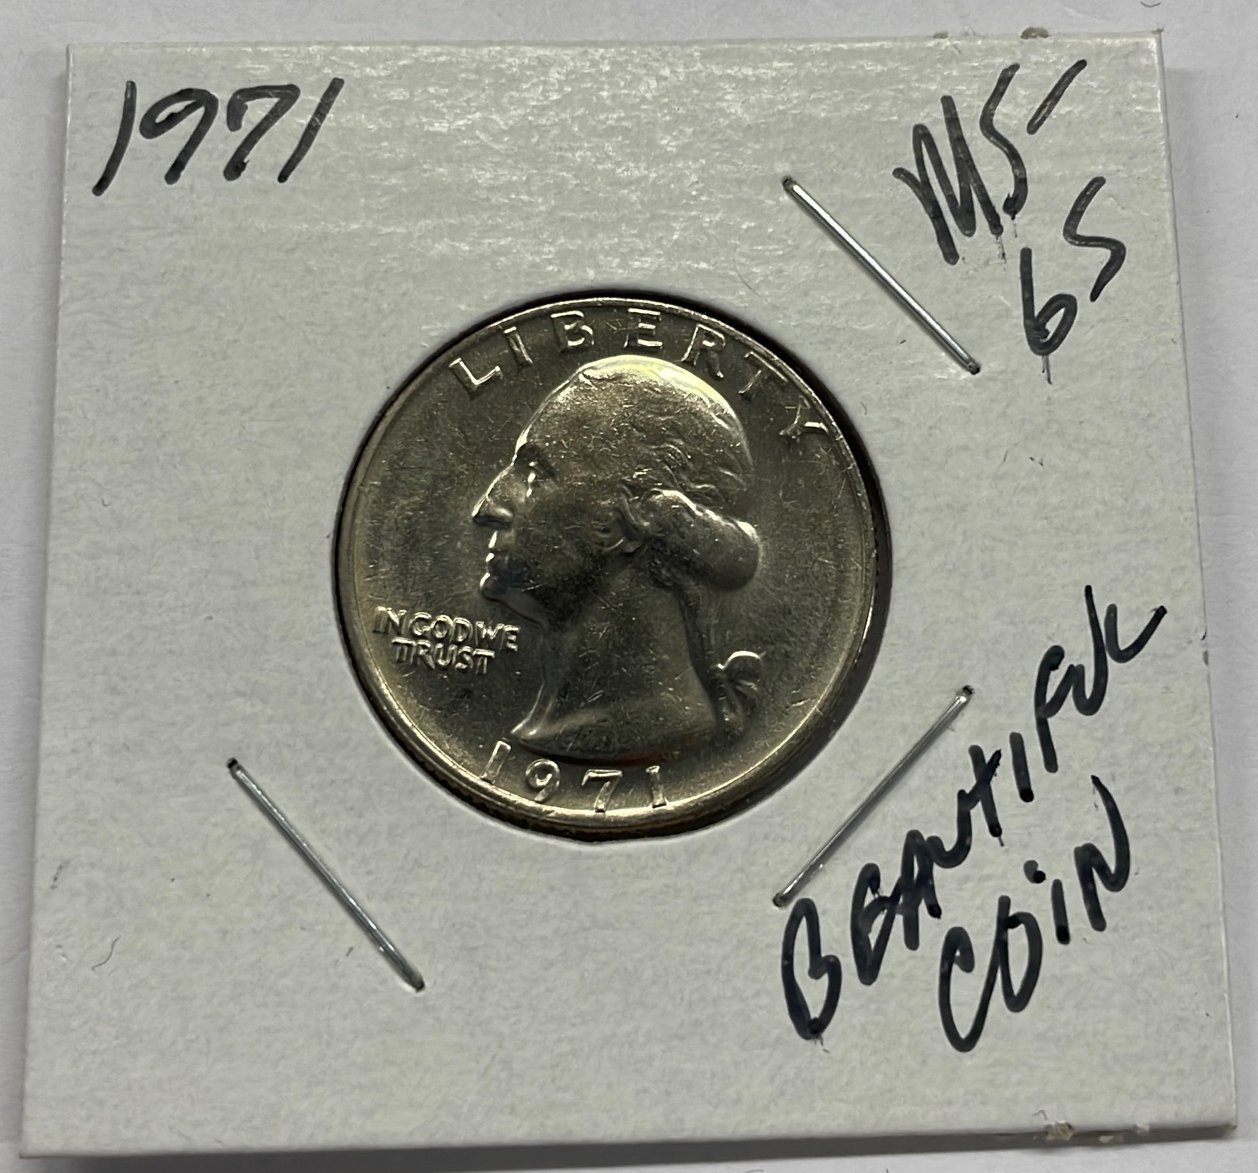 1971
MS-
65
LIBERTY
IN GOD WE
TRUST
1971
BEAUTIFUL
COIN